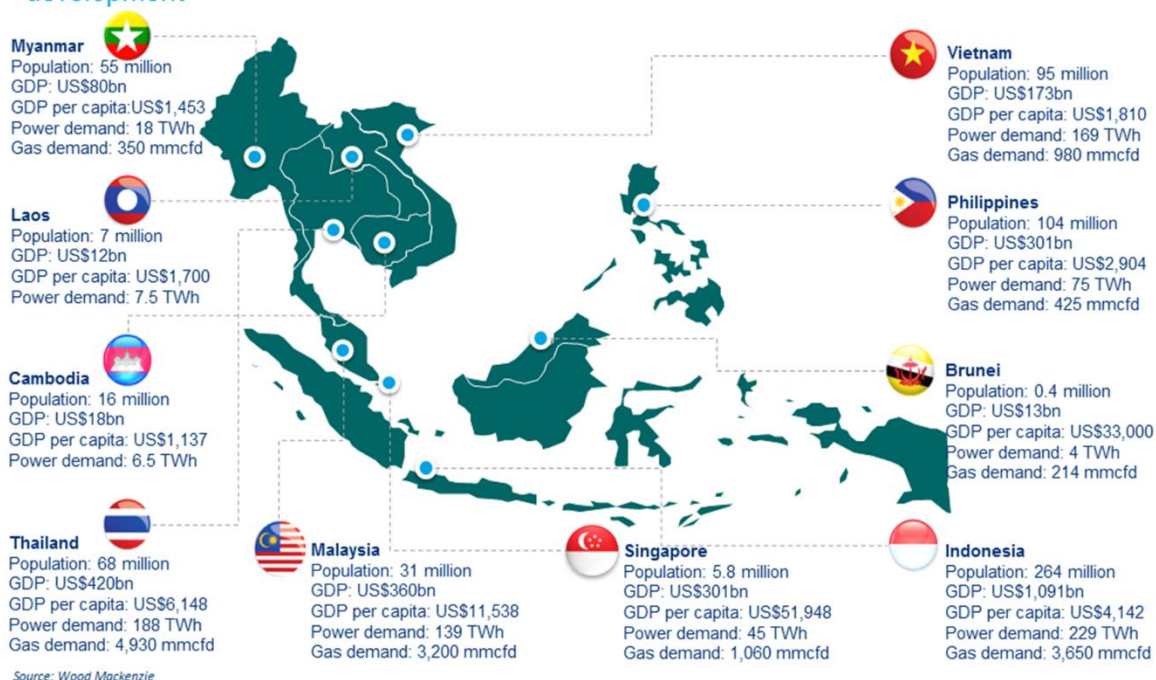 development
Myanmar
Population: 55 million
GDP: US$80bn
GDP per capita:US$1,453
Power demand: 18 TWh
Gas demand: 350 mmcfd
Laos
Population: 7 million
GDP: US$12bn
GDP per capita: US$1,700
Power demand: 7.5 TWh
Cambodia
Population: 16 million
GDP: US$18bn
GDP per capita: US$1,137
Power demand: 6.5 TWh
Thailand
Population: 68 million
GDP: US$420bn
GDP per capita: US$6,148
Power demand: 188 TWh
Gas demand: 4,930 mmcfd
Malaysia
Population: 31 million
GDP: US$360bn
GDP per capita: US$11,538
Power demand: 139 TWh
Gas demand: 3,200 mmcfd
Singapore
Population: 5.8 million
GDP: US$301bn
GDP per capita: US$51,948
Power demand: 45 TWh
Gas demand: 1,060 mmcfd
Vietnam
Population: 95 million
GDP: US$173bn
GDP per capita: US$1,810
Power demand: 169 TWh
Gas demand: 980 mmcfd
Philippines
Population: 104 million
GDP: US$301bn
GDP per capita: US$2,904
Power demand: 75 TWh
Gas demand: 425 mmcfd
Brunei
Population: 0.4 million
GDP: US$13bn
GDP per capita: US$33,000
Power demand: 4 TWh
Gas demand: 214 mmcfd
Indonesia
Population: 264 million
GDP: US$1,091bn
GDP per capita: US$4,142
Power demand: 229 TWh
Gas demand: 3,650 mmcfd
Source: Wood Mackenzie